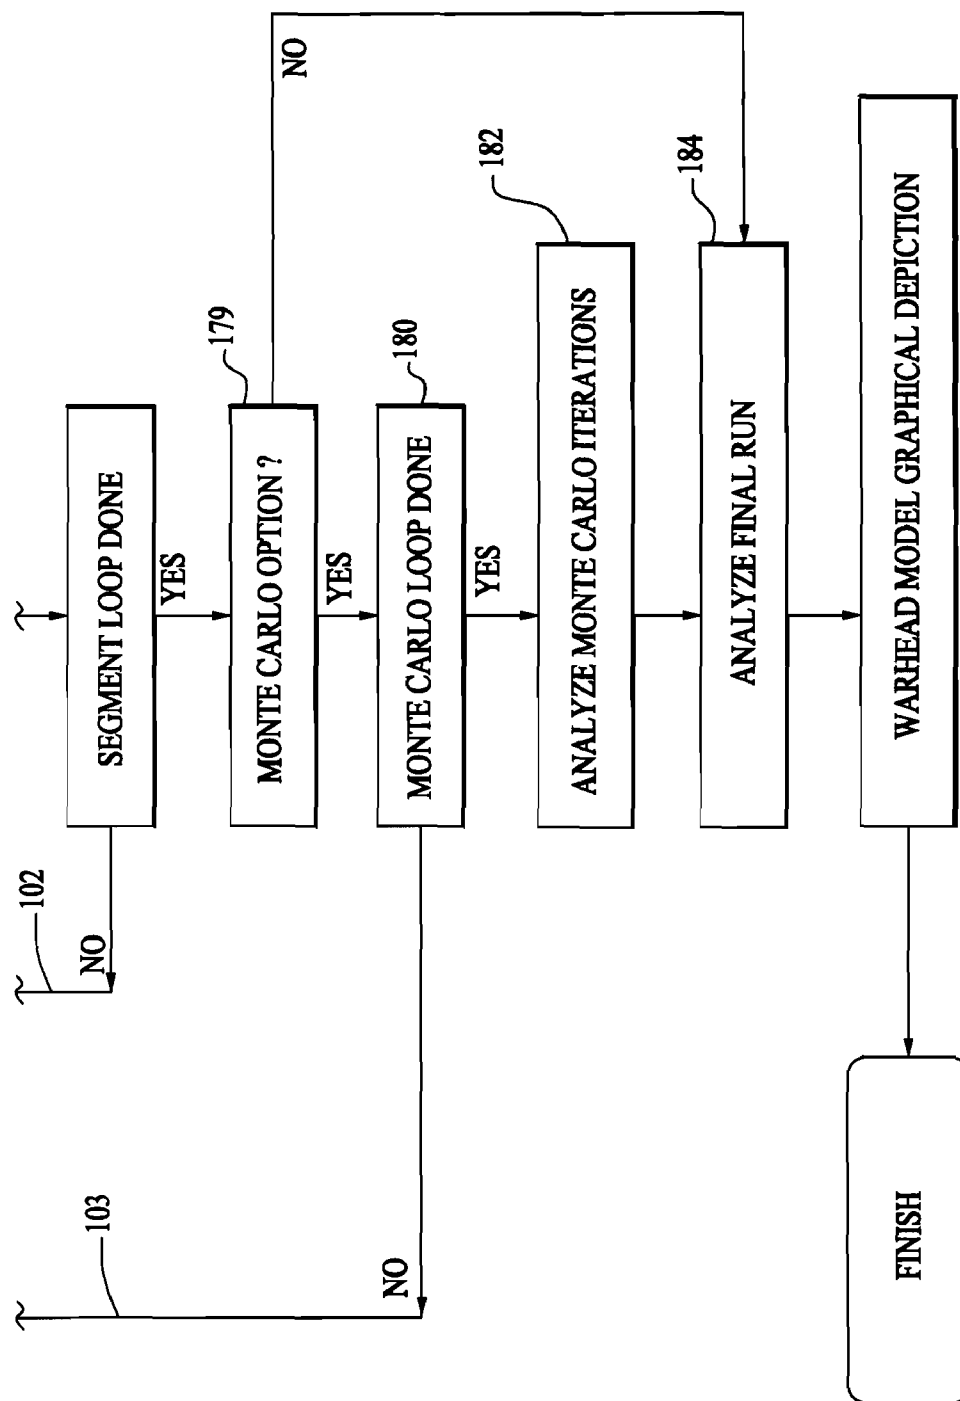 102
NO
SEGMENT LOOP DONE
YES
179
MONTE CARLO OPTION ?
NO
YES
180
MONTE CARLO LOOP DONE
103
NO
YES
182
ANALYZE MONTE CARLO ITERATIONS
184
ANALYZE FINAL RUN
WARHEAD MODEL GRAPHICAL DEPICTION
FINISH